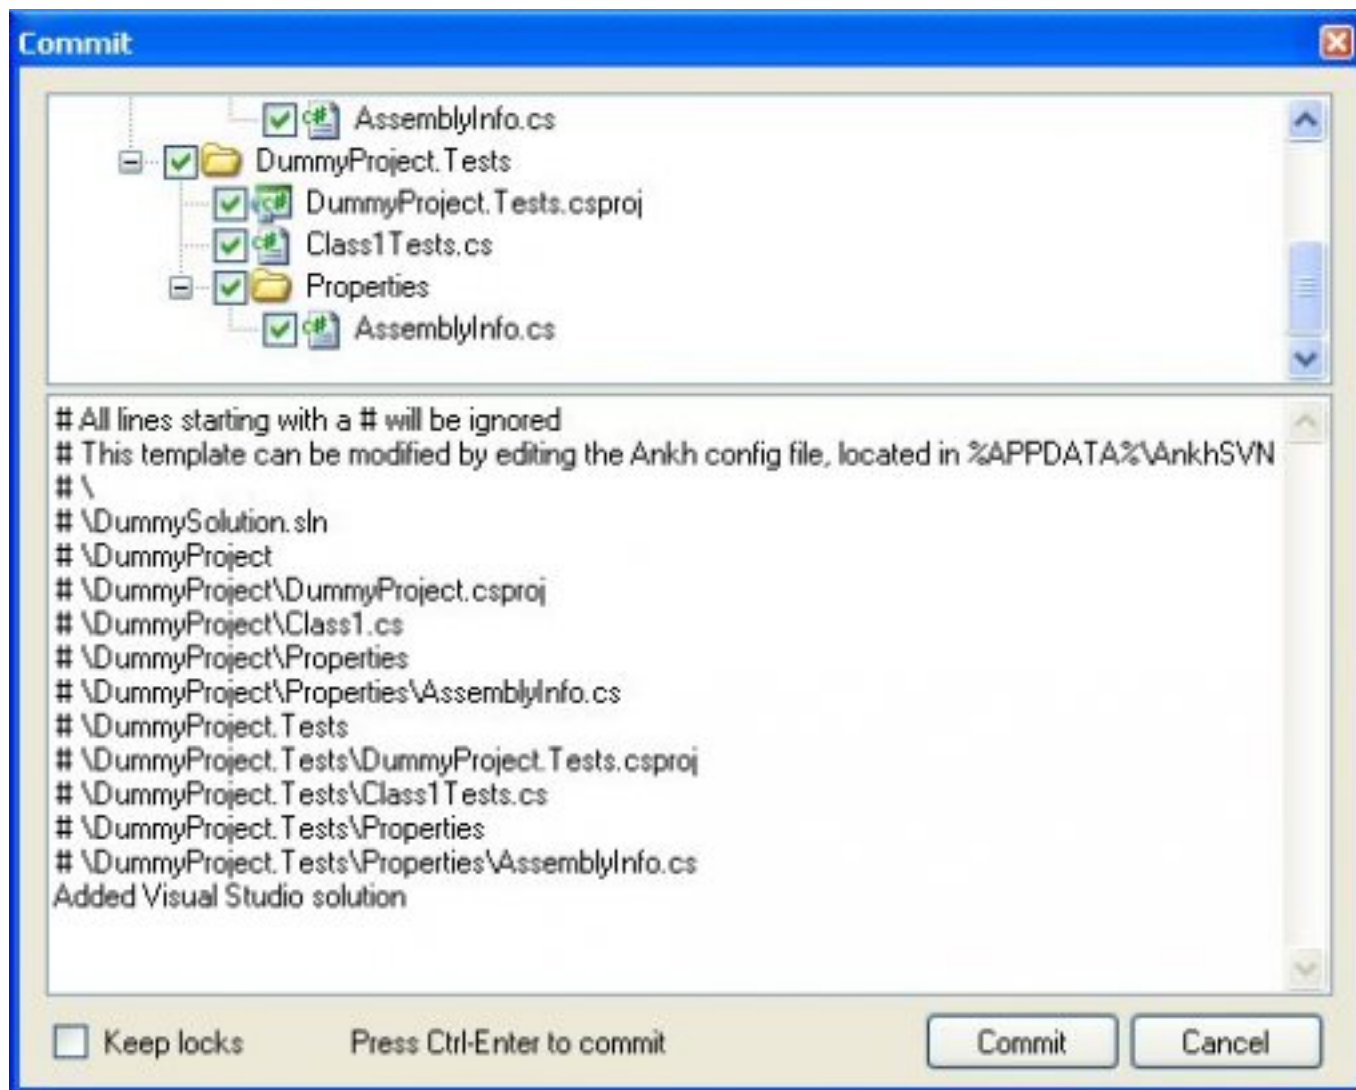 Commit
AssemblyInfo.cs
DummyProject.Tests
DummyProject.Tests.csproj
Class1Tests.cs
Properties
AssemblyInfo.cs
# All lines starting with a # will be ignored
# This template can be modified by editing the Ankh config file, located in %APPDATA%\AnkhSVN
# \
# \DummySolution.sln
# \DummyProject
# \DummyProject\DummyProject.csproj
# \DummyProject\Class1.cs
# \DummyProject\Properties
# \DummyProject\Properties\AssemblyInfo.cs
# \DummyProject.Tests
# \DummyProject.Tests\DummyProject.Tests.csproj
# \DummyProject.Tests\Class1Tests.cs
# \DummyProject.Tests\Properties
# \DummyProject.Tests\Properties\AssemblyInfo.cs
Added Visual Studio solution
Keep locks Press Ctrl-Enter to commit Commit Cancel